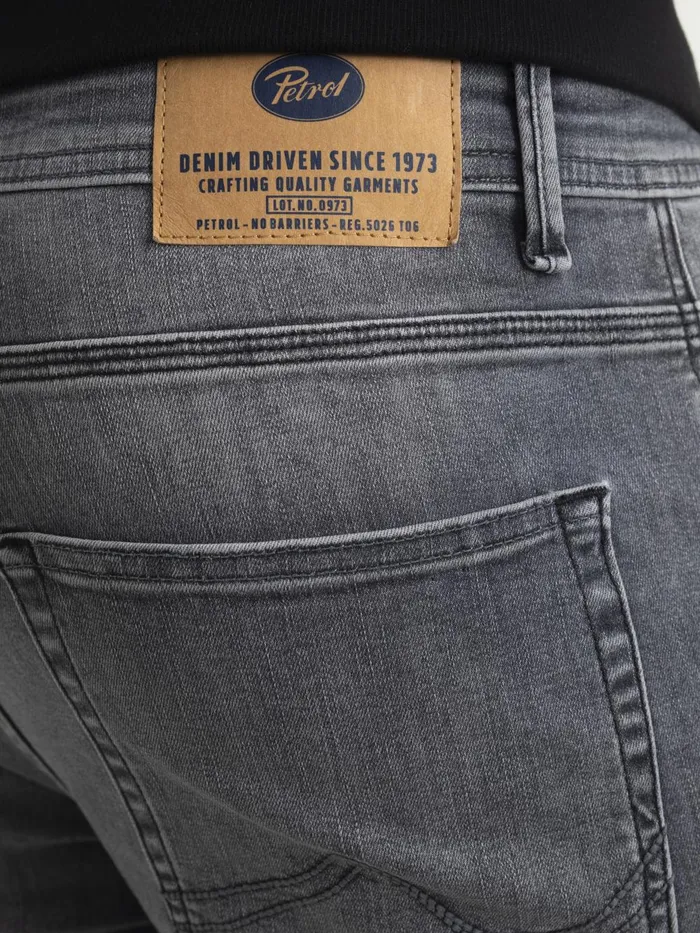 Petrol
DENIM DRIVEN SINCE 1973
CRAFTING QUALITY GARMENTS
LOT.NO.0973
PETROL-NO BARRIERS-REG.5026 TOG